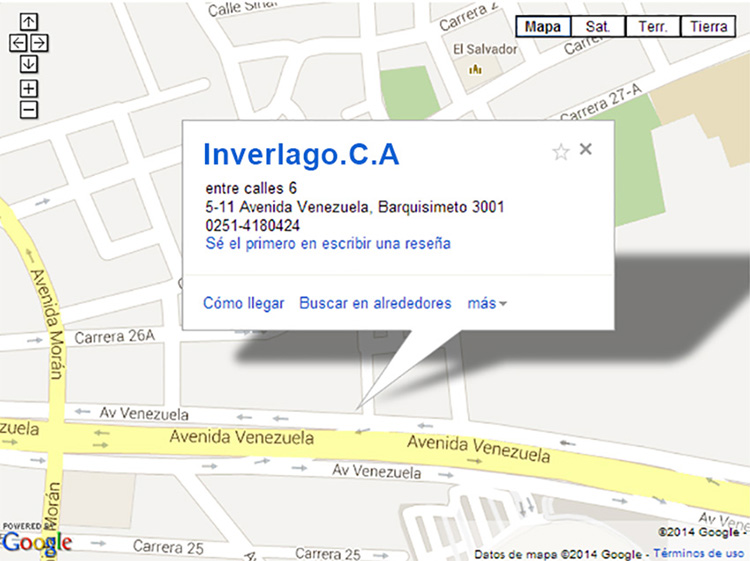 Calle Sinaí
Carrera 2
Mapa
Sat.
Terr.
Tierra
El Salvador
Carrera 27-A
Inverlago.C.A
entre calles 6
5-11 Avenida Venezuela, Barquisimeto 3001
0251-4180424
Sé el primero en escribir una reseña
Cómo llegar
Buscar en alrededores
más
Avenida Morán
Carrera 26A
Av Venezuela
zuela
Avenida Venezuela
Avenida Venezuela
Av Venezuela
Av Vene
Morán
POWERED BY
Google
Carrera 25
Carrera 25
©2014 Google -
Datos de mapa ©2014 Google - Términos de uso